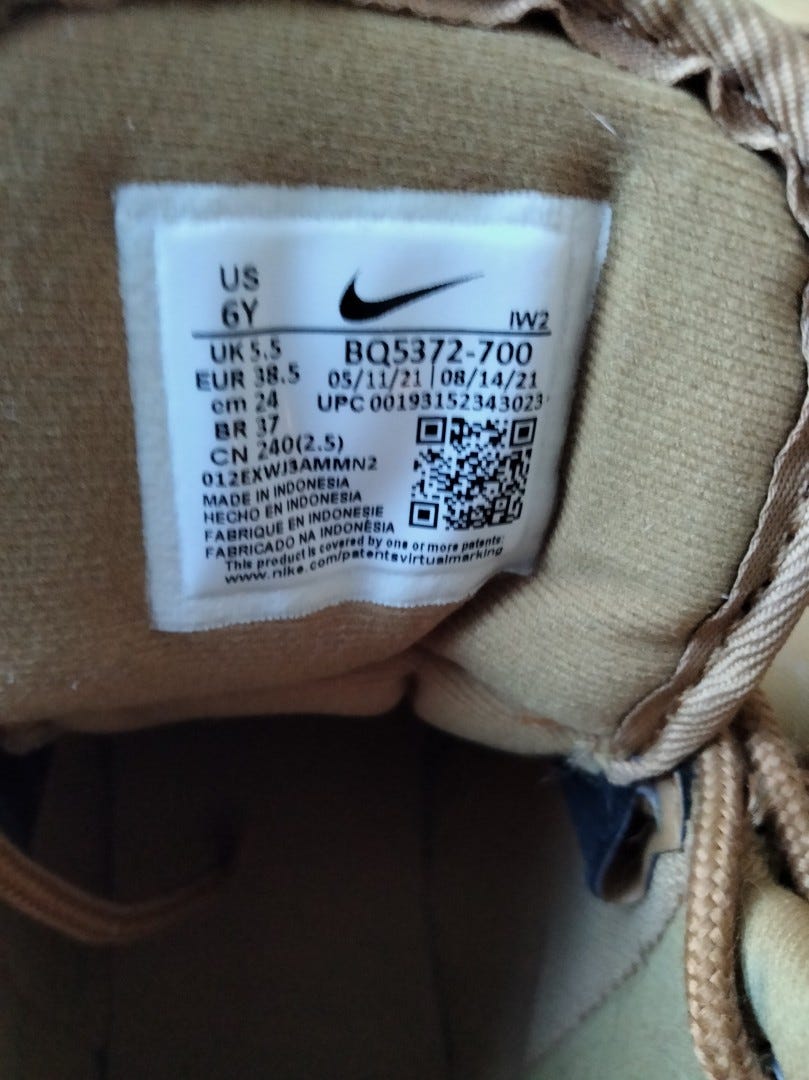 US
6Y
IW2
UK 5.5
BQ5372-700
EUR 38.5
05/11/21 | 08/14/21
cm 24
UPC 00193152343023
BR 37
CN 240(2.5)
012EXWJ3AMMN2
MADE IN INDONESIA
HECHO EN INDONESIA
FABRIQUE EN INDONESIE
FABRICADO NA INDONÉSIA
This product is covered by one or more patents:
www.nike.com/patentsvirtualmarking